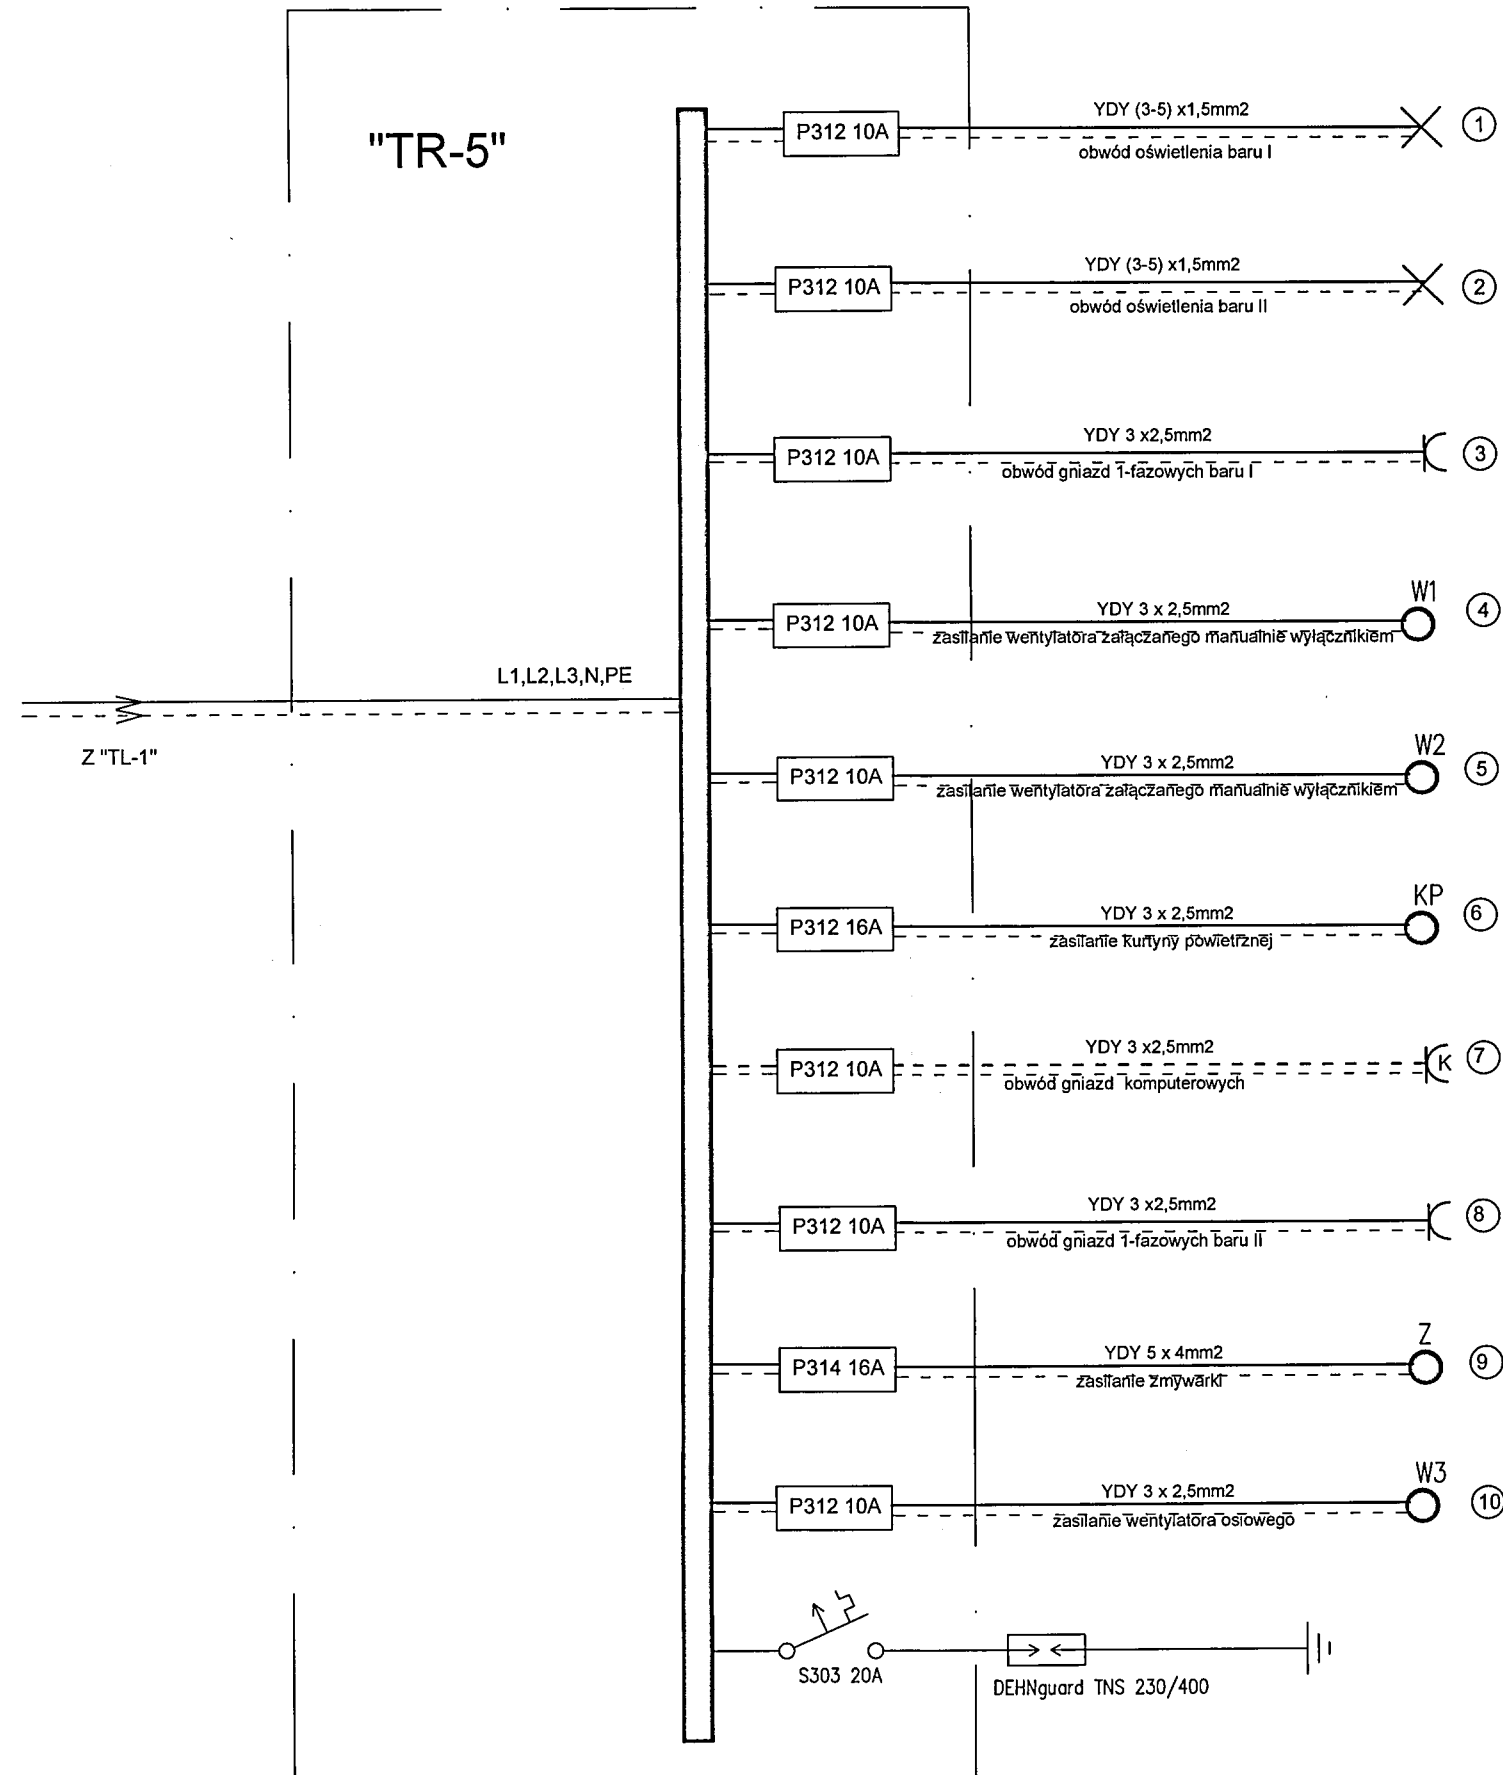 "TR-5"
P312 10A
YDY (3-5) x1,5mm2
obwód oświetlenia baru I
1
P312 10A
YDY (3-5) x1,5mm2
obwód oświetlenia baru II
2
P312 10A
YDY 3 x2,5mm2
obwód gniazd 1-fazowych baru I
3
P312 10A
YDY 3 x 2,5mm2
zasilanie wentylatora załączanego manualnie wyłącznikiem
W1
4
L1,L2,L3,N,PE
Z "TL-1"
P312 10A
YDY 3 x 2,5mm2
zasilanie wentylatora załączanego manualnie wyłącznikiem
W2
5
P312 16A
YDY 3 x 2,5mm2
zasilanie kurtyny powietrznej
KP
6
P312 10A
YDY 3 x2,5mm2
obwód gniazd komputerowych
K
7
P312 10A
YDY 3 x2,5mm2
obwód gniazd 1-fazowych baru II
8
P314 16A
YDY 5 x 4mm2
zasilanie zmywarki
Z
9
P312 10A
YDY 3 x 2,5mm2
zasilanie wentylatora osiowego
W3
10
S303 20A
DEHNguard TNS 230/400